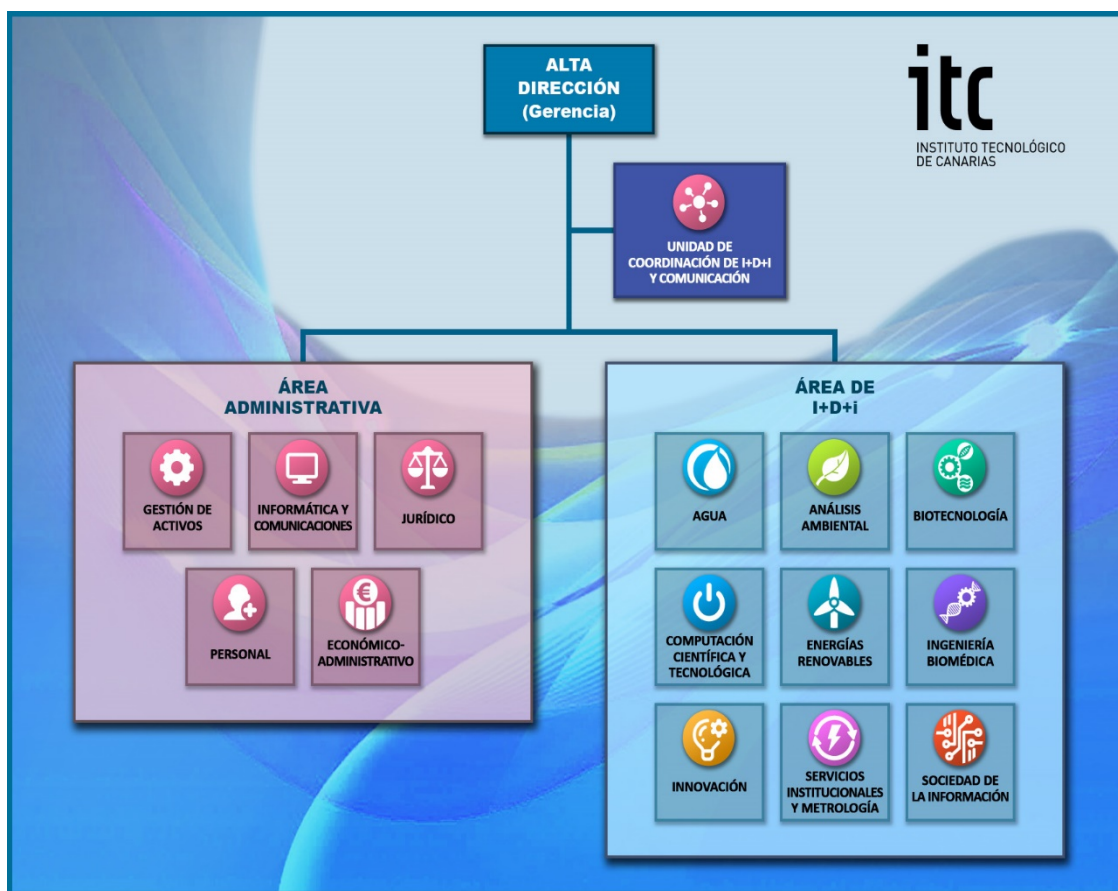 ALTA
DIRECCIÓN
(Gerencia)
itc
INSTITUTO TECNOLÓGICO
DE CANARIAS
UNIDAD DE
COORDINACIÓN DE I+D+I
Y COMUNICACIÓN
ÁREA
ADMINISTRATIVA
GESTIÓN DE
ACTIVOS
INFORMÁTICA Y
COMUNICACIONES
JURÍDICO
PERSONAL
ECONÓMICO-
ADMINISTRATIVO
ÁREA DE
I+D+i
AGUA
ANÁLISIS
AMBIENTAL
BIOTECNOLOGÍA
COMPUTACIÓN
CIENTÍFICA Y
TECNOLÓGICA
ENERGÍAS
RENOVABLES
INGENIERÍA
BIOMÉDICA
INNOVACIÓN
SERVICIOS
INSTITUCIONALES
Y METROLOGÍA
SOCIEDAD DE
LA INFORMACIÓN